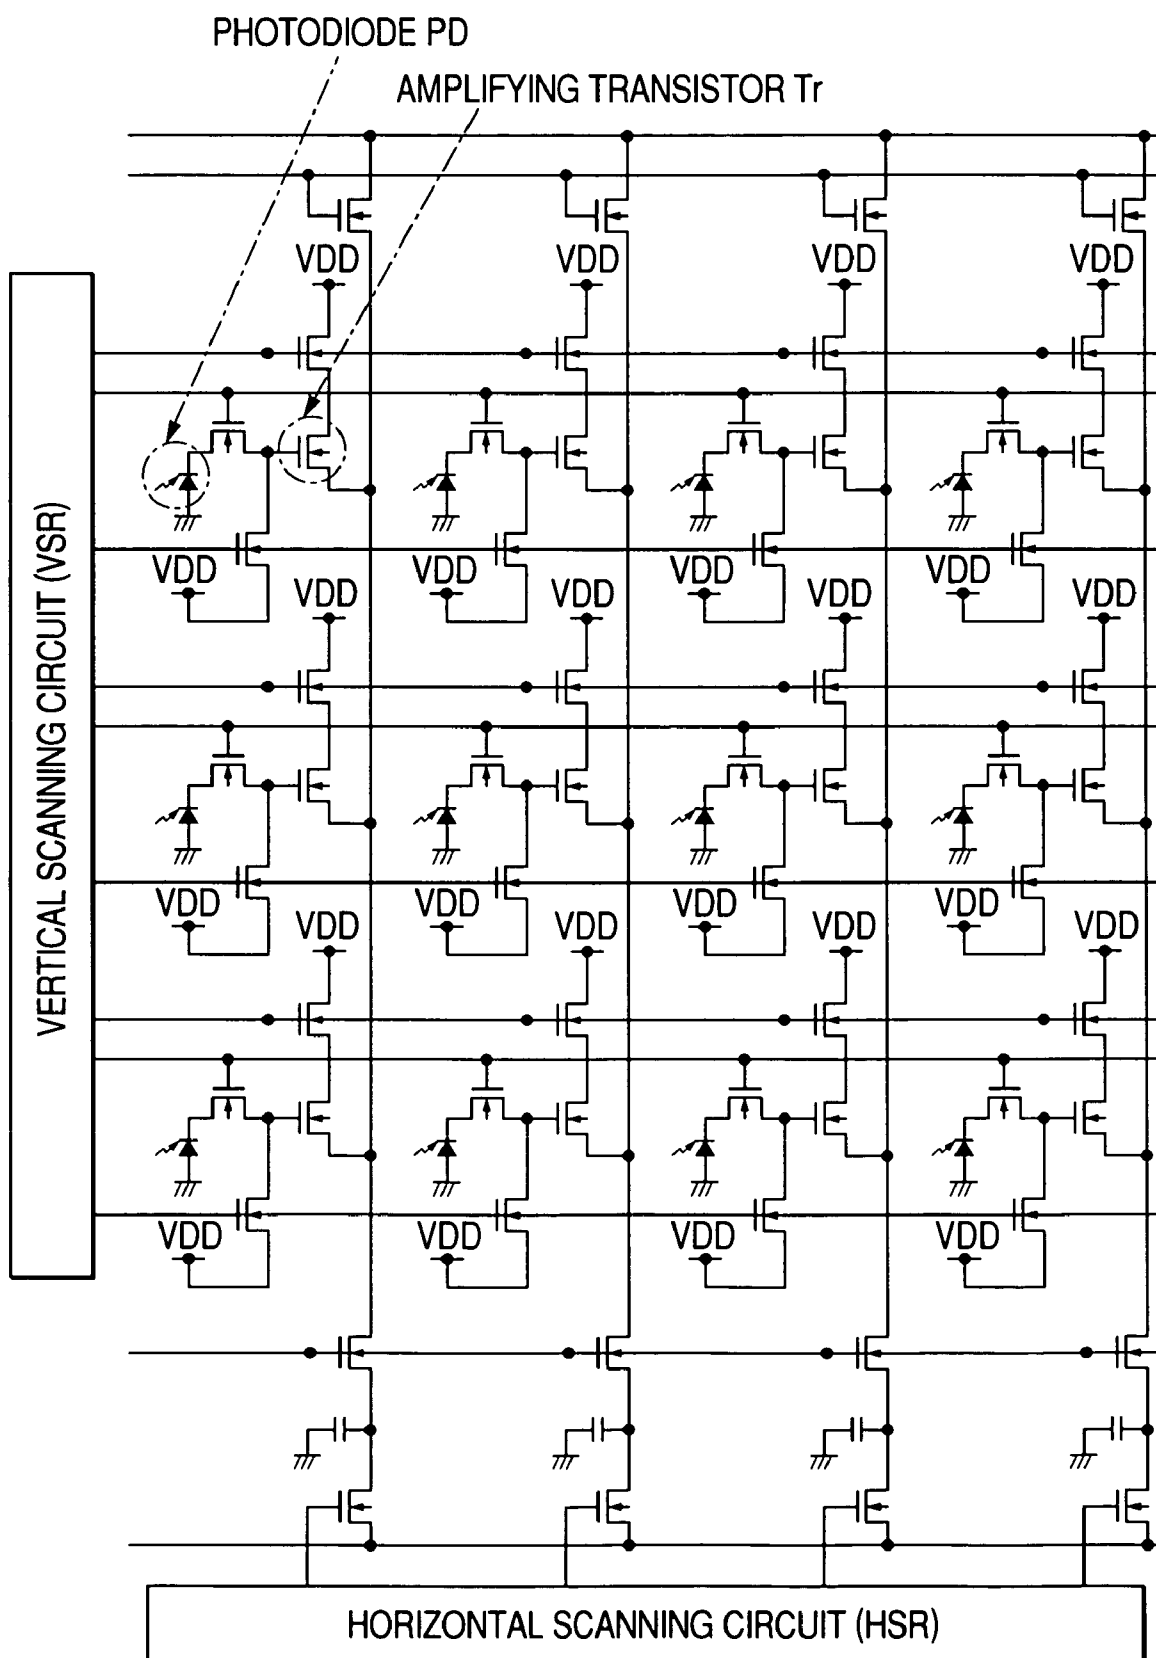 PHOTODIODE PD
AMPLIFYING TRANSISTOR Tr
VDD VDD VDD VDD
VDD VDD VDD VDD
VDD VDD VDD VDD
VDD VDD VDD VDD
VDD VDD VDD VDD
VDD VDD VDD VDD
VERTICAL SCANNING CIRCUIT (VSR)
HORIZONTAL SCANNING CIRCUIT (HSR)